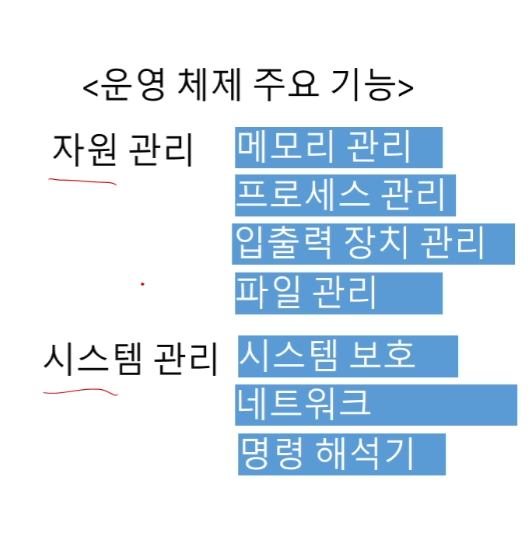 <운영 체제 주요 기능>
자원 관리 메모리 관리
프로세스 관리
입출력 장치 관리
파일 관리
시스템 관리 시스템 보호
네트워크
명령 해석기